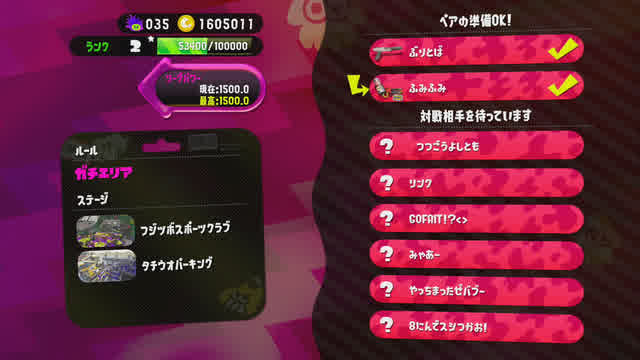 035 1605011
ランク 2 53400/100000
リーグパワー
現在:1500.0
最高:1500.0
ルール
ガチエリア
ステージ
フジツボスポーツクラブ
タチウオパーキング
ペアの準備OK!
ぷりとば
ふみふみ
対戦相手を待っています
? つつごうよしとも
? リンク
? GOFAIT!?<>
? みやあー
? やっちまったゼバブー
? 8にんでスシつかお!